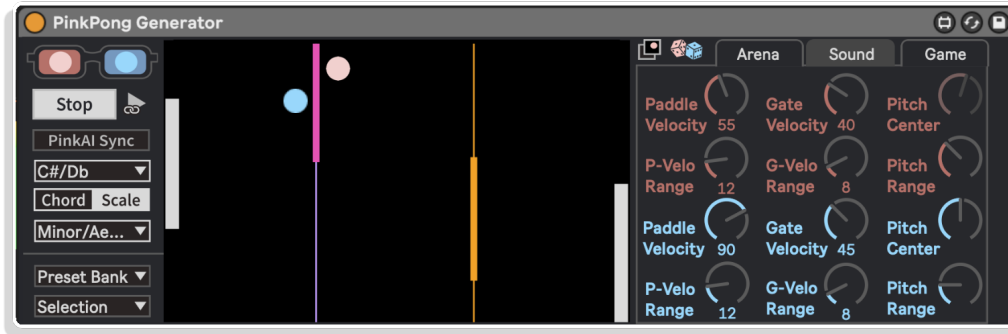 PinkPong Generator
Stop
PinkAI Sync
C#/Db
Chord Scale
Minor/Ae...
Preset Bank
Selection
Arena Sound Game
Paddle Velocity 55
Gate Velocity 40
Pitch Center
P-Velo Range 12
G-Velo Range 8
Pitch Range
Paddle Velocity 90
Gate Velocity 45
Pitch Center
P-Velo Range 12
G-Velo Range 8
Pitch Range